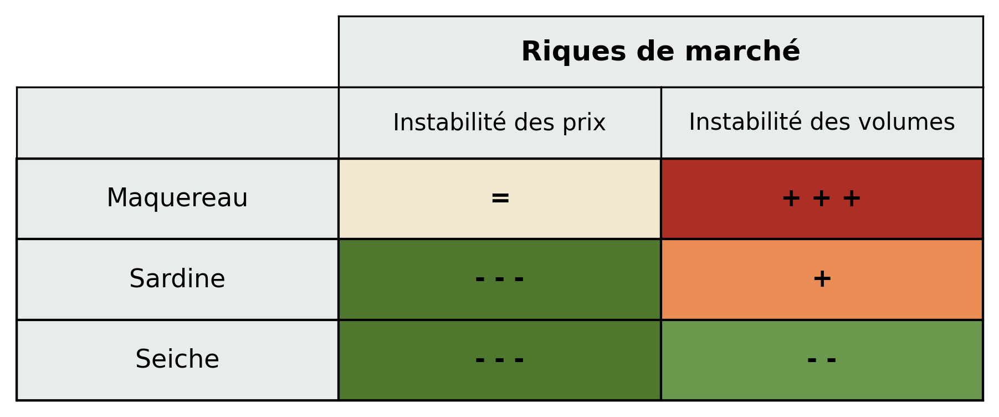 Riques de marché
Instabilité des prix Instabilité des volumes
Maquereau = + + +
Sardine - - - +
Seiche - - - - -